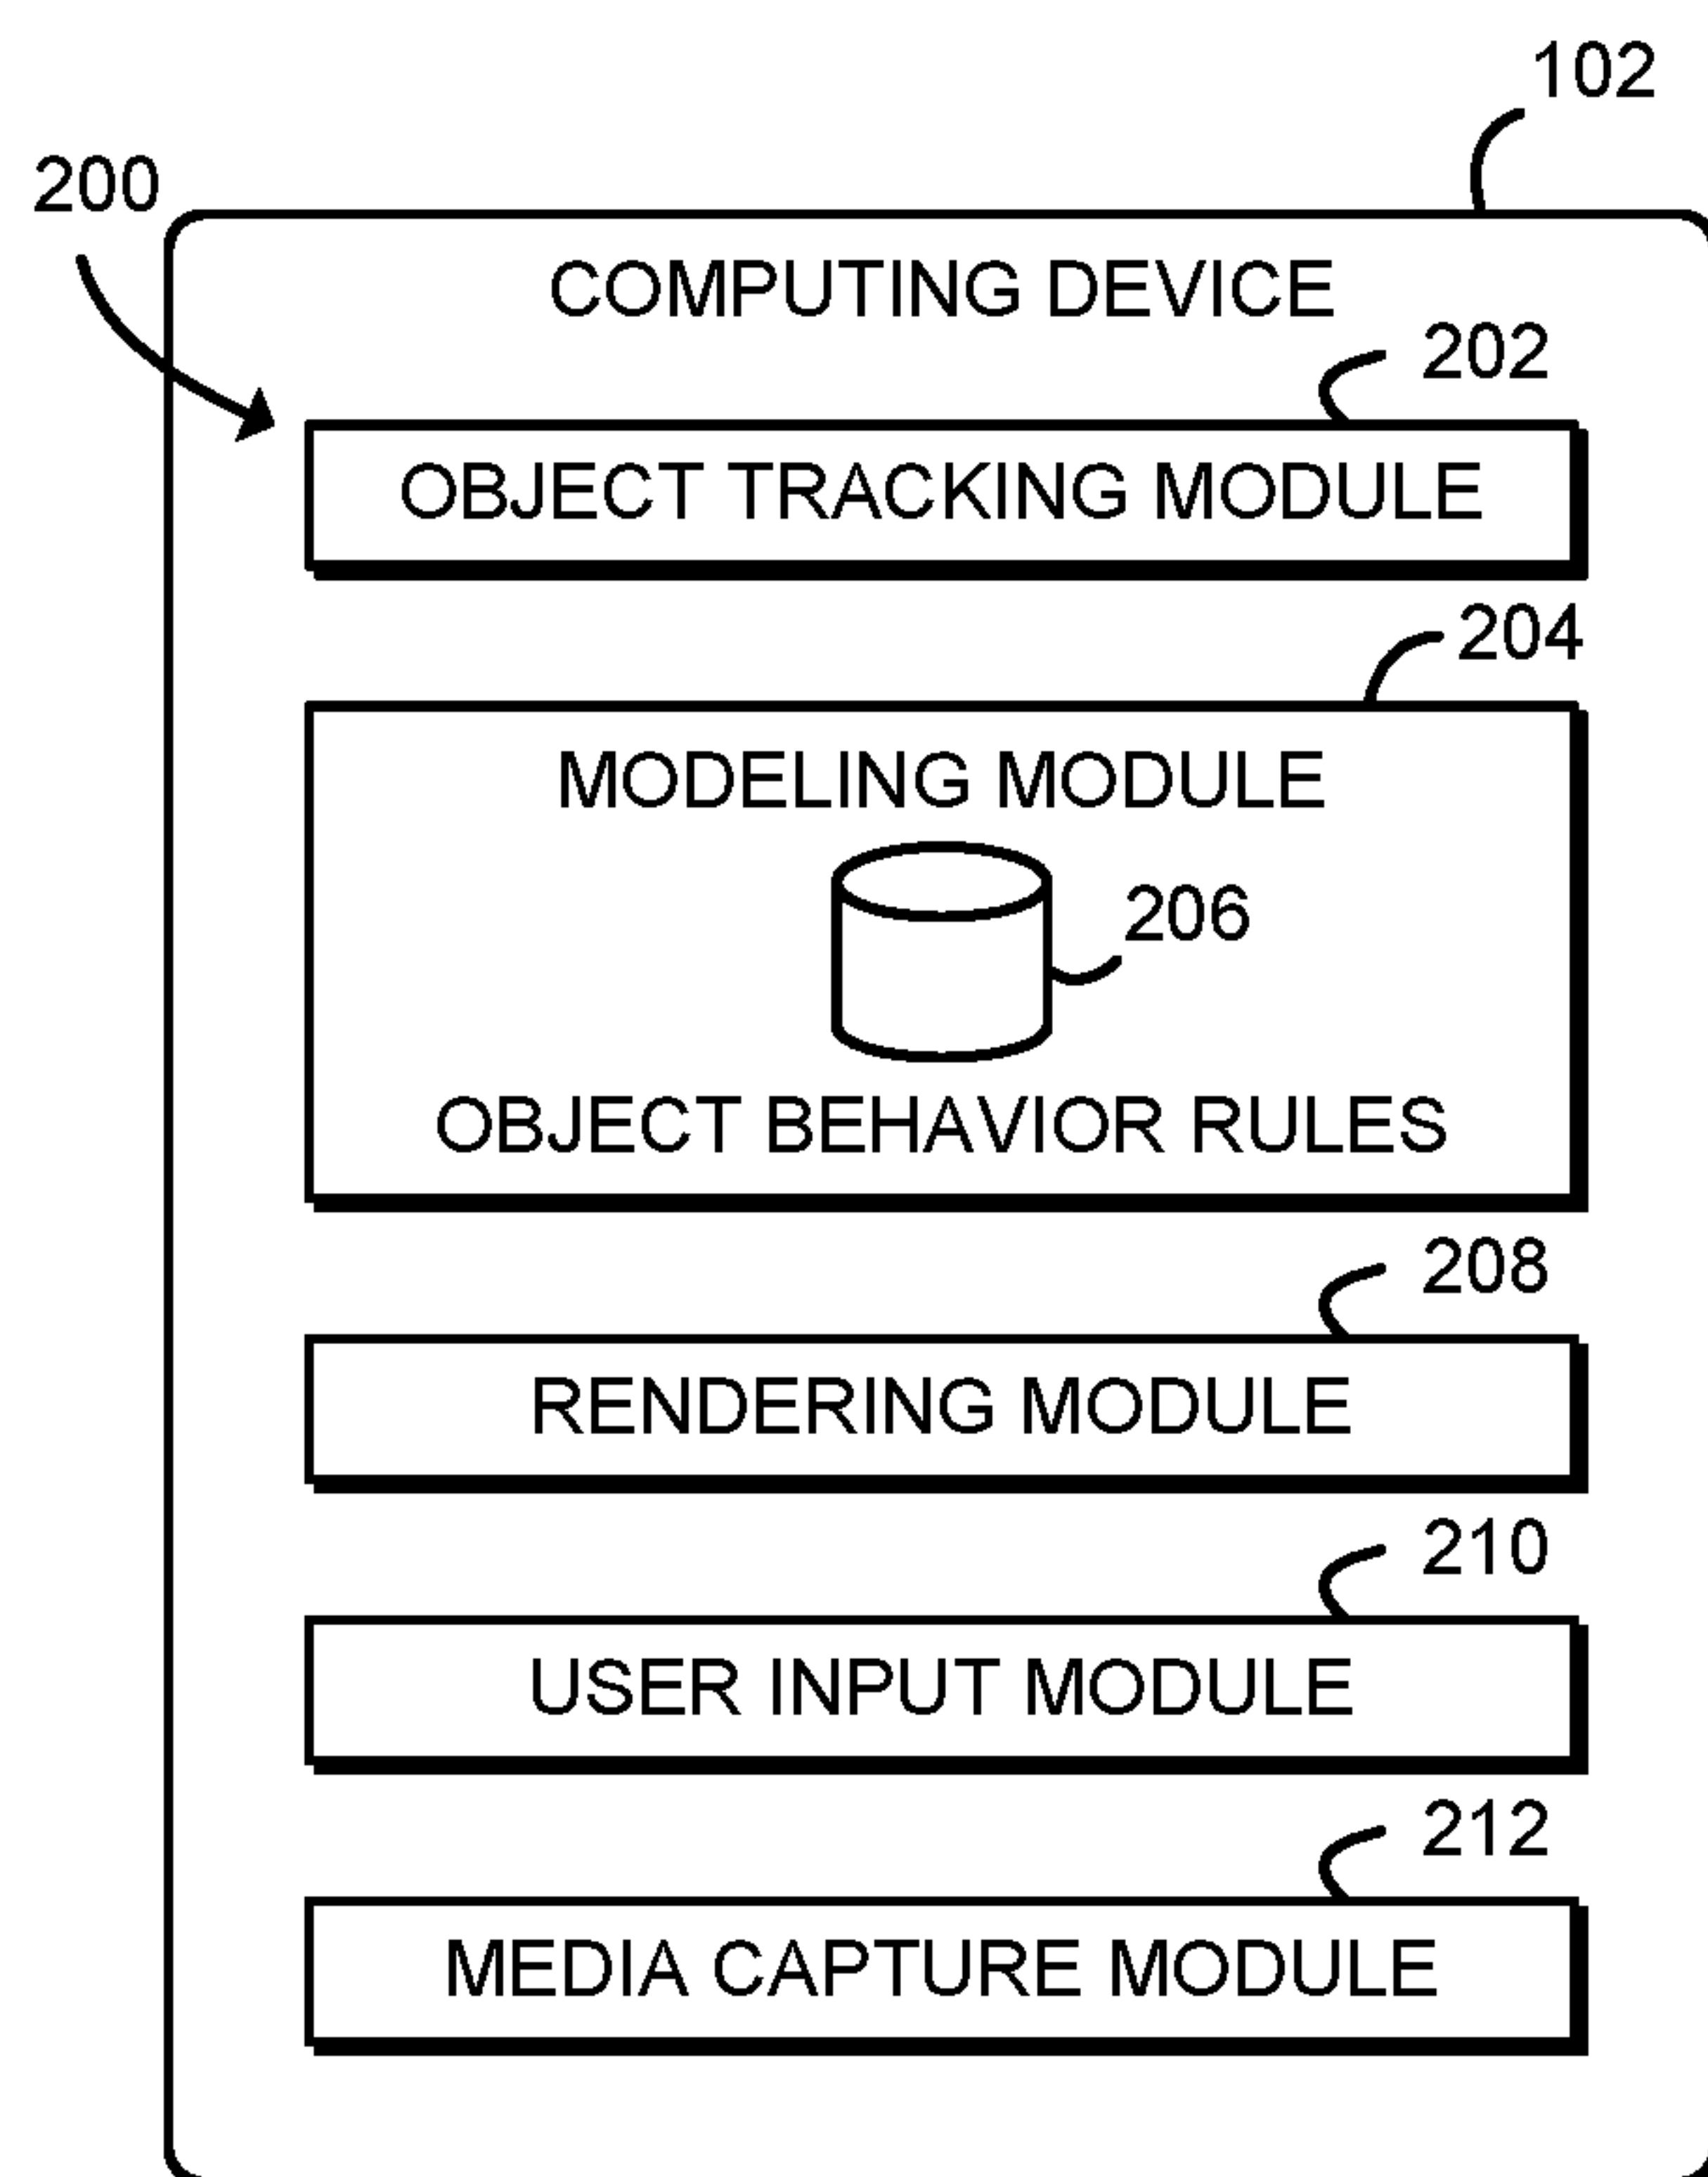 102
200
COMPUTING DEVICE
202
OBJECT TRACKING MODULE
204
MODELING MODULE
206
OBJECT BEHAVIOR RULES
208
RENDERING MODULE
210
USER INPUT MODULE
212
MEDIA CAPTURE MODULE